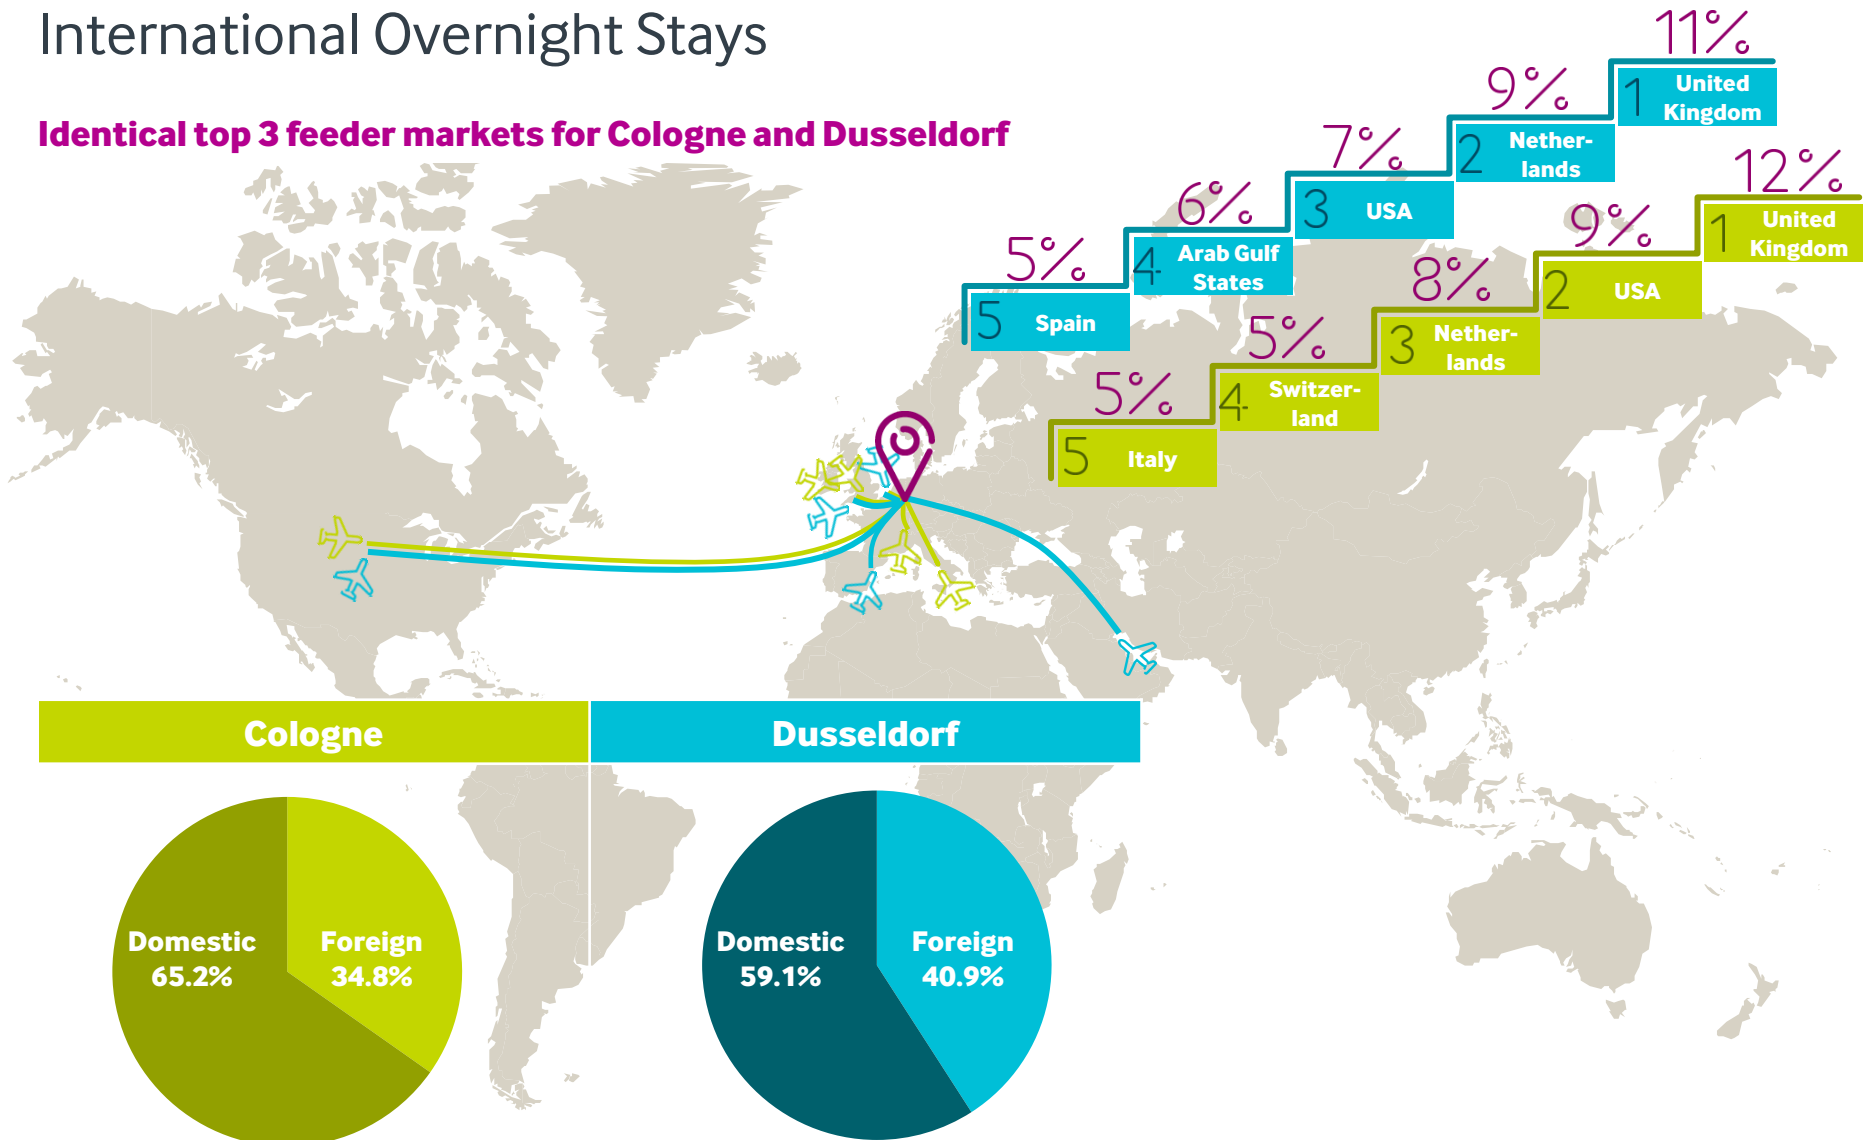 International Overnight Stays
Identical top 3 feeder markets for Cologne and Dusseldorf
11%
1
United
Kingdom
9%
2
Nether-
lands
7%
3
USA
6%
4
Arab Gulf
States
5%
5
Spain
12%
1
United
Kingdom
9%
2
USA
8%
3
Nether-
lands
5%
4
Switzer-
land
5%
5
Italy
Cologne
Dusseldorf
Domestic
65.2%
Foreign
34.8%
Domestic
59.1%
Foreign
40.9%